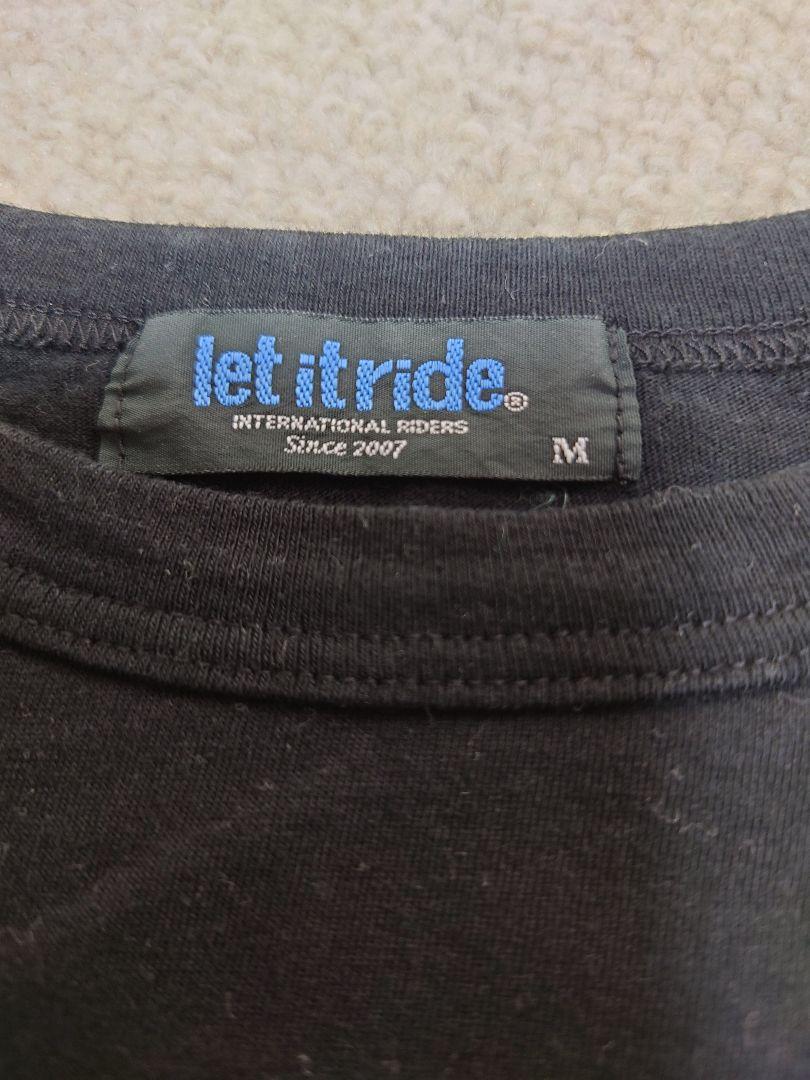 let it ride®
INTERNATIONAL RIDERS
Since 2007
M